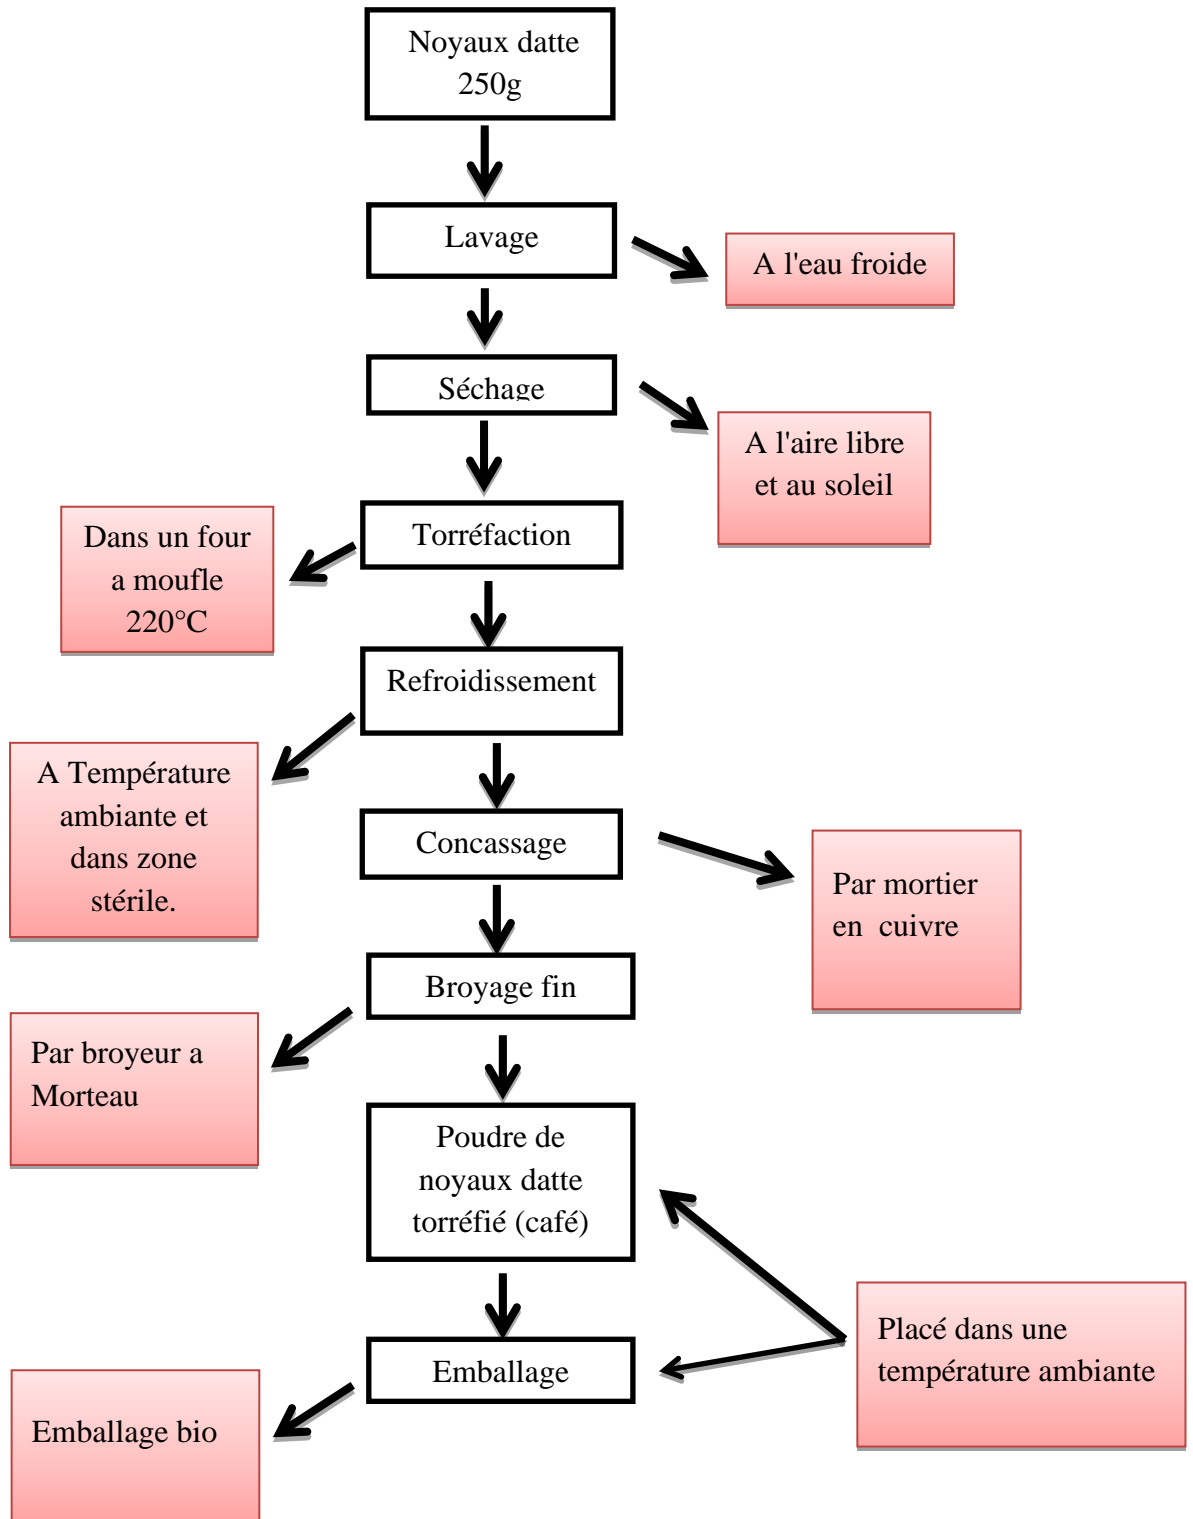 Noyaux datte
250g
Lavage
A l'eau froide
Séchage
A l'aire libre
et au soleil
Torréfaction
Dans un four
a moufle
220°C
Refroidissement
A Température
ambiante et
dans zone
stérile.
Concassage
Par mortier
en cuivre
Broyage fin
Par broyeur a
Morteau
Poudre de
noyaux datte
torréfié (café)
Placé dans une
température ambiante
Emballage
Emballage bio